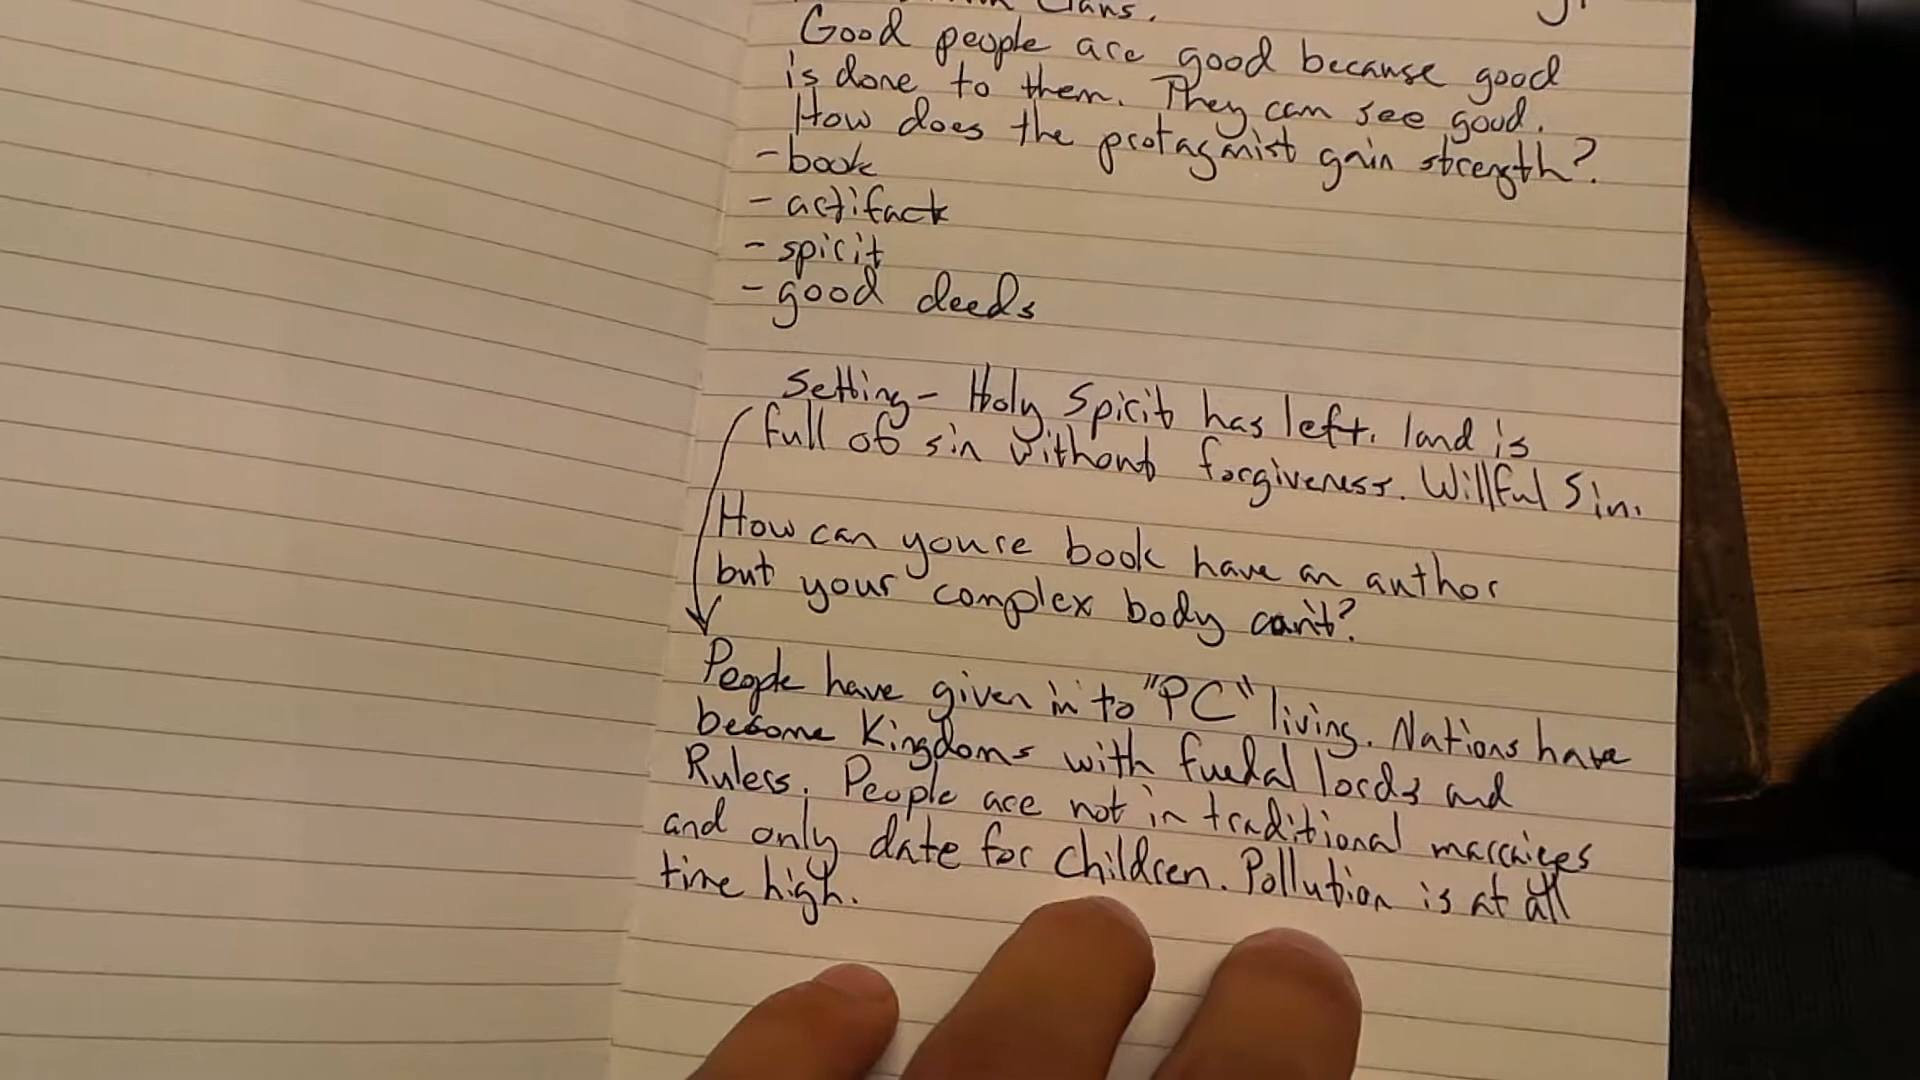 Clans.
Good people are good because good
is done to them. They can see good.
How does the protaganist gain strength?
- book
- artifact
- spirit
- good deeds
Setting - Holy Spirit has left. land is
full of sin without forgiveness. Willful Sin.
How can youre book have an author
but your complex body can't?
People have given in to "PC" living. Nations have
become Kingdoms with fuedal lords and
Rulers. People are not in traditional marraiges
and only date for children. Pollution is at all
time high.